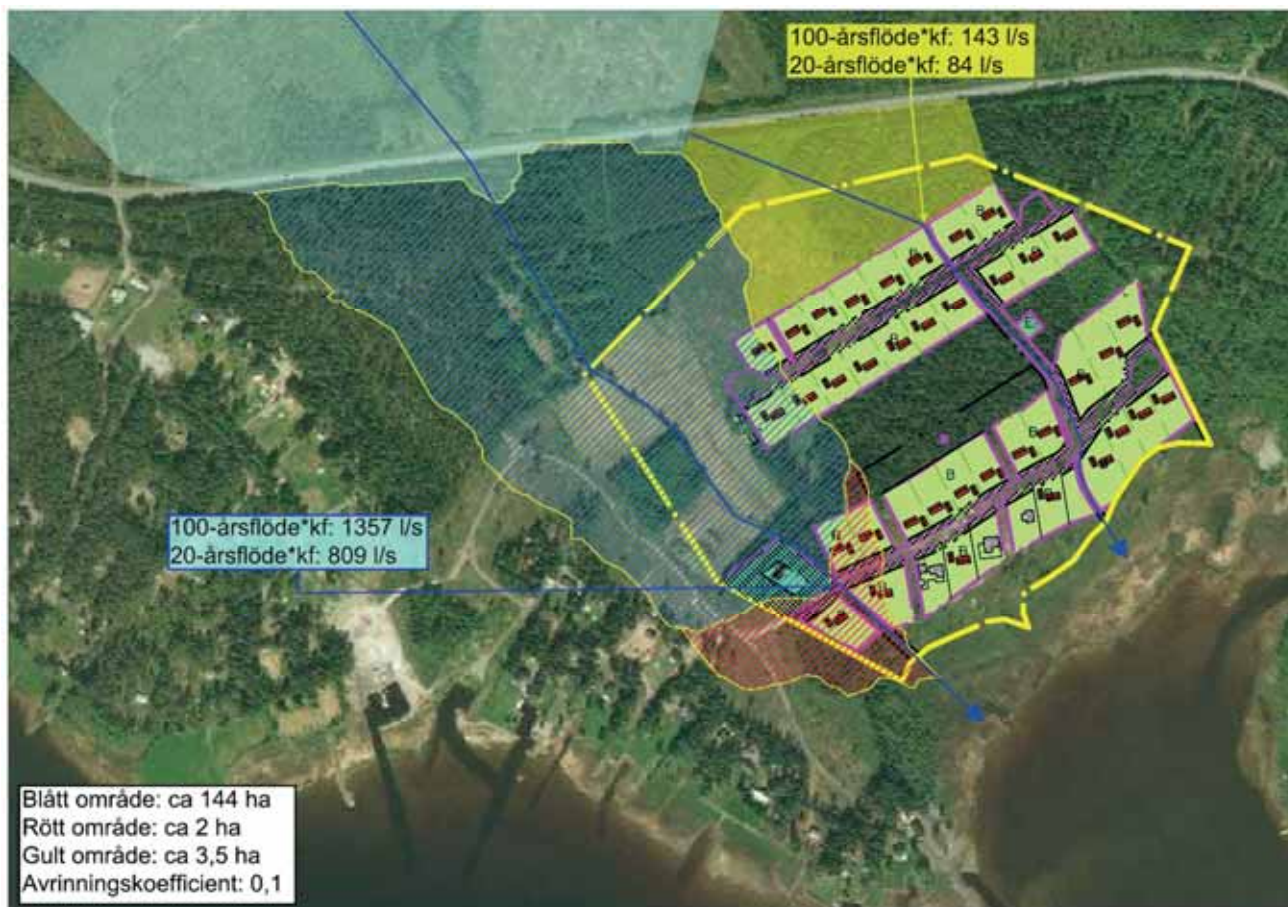 100-årsflöde*kf: 143 l/s
20-årsflöde*kf: 84 l/s
100-årsflöde*kf: 1357 l/s
20-årsflöde*kf: 809 l/s
Blått område: ca 144 ha
Rött område: ca 2 ha
Gult område: ca 3,5 ha
Avrinningskoefficient: 0,1